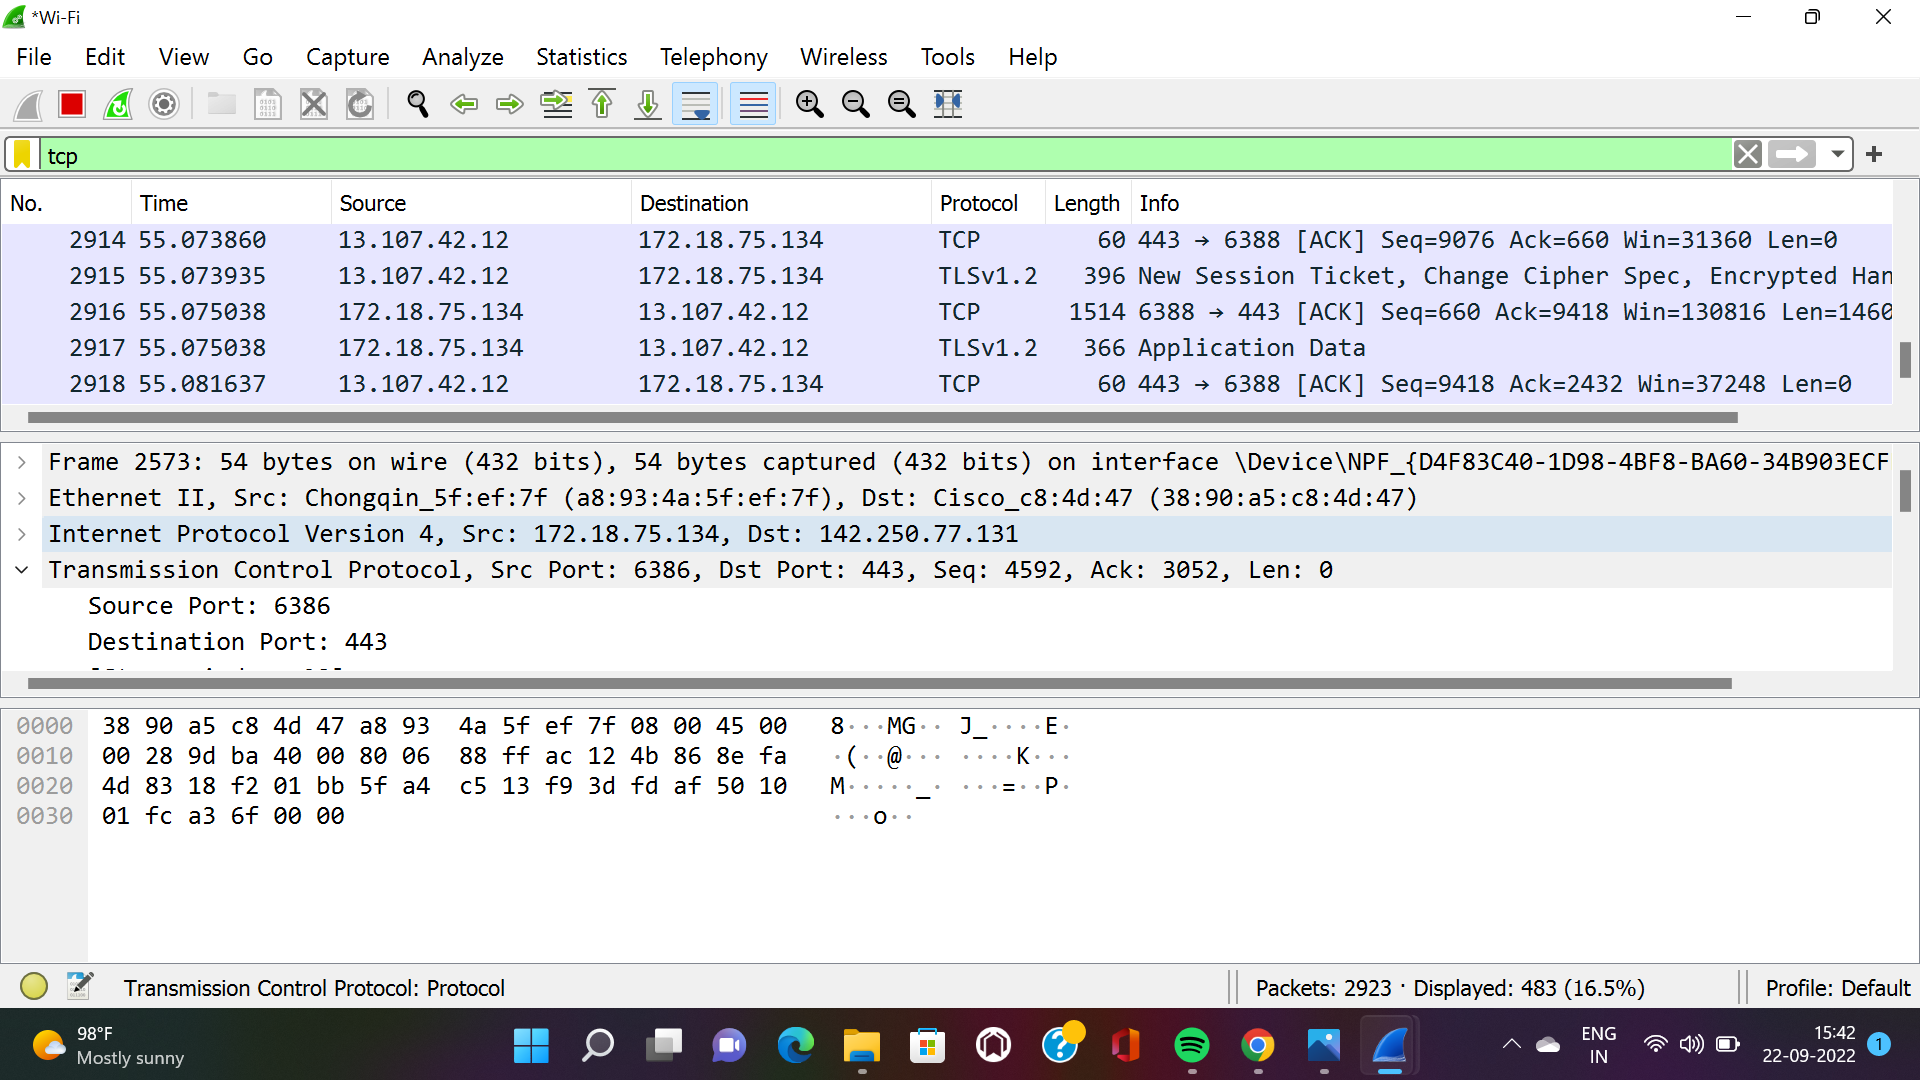 *Wi-Fi
File Edit View Go Capture Analyze Statistics Telephony Wireless Tools Help
tcp
No. Time Source Destination Protocol Length Info
2914 55.073860 13.107.42.12 172.18.75.134 TCP 60 443 → 6388 [ACK] Seq=9076 Ack=660 Win=31360 Len=0
2915 55.073935 13.107.42.12 172.18.75.134 TLSv1.2 396 New Session Ticket, Change Cipher Spec, Encrypted Han
2916 55.075038 172.18.75.134 13.107.42.12 TCP 1514 6388 → 443 [ACK] Seq=660 Ack=9418 Win=130816 Len=1460
2917 55.075038 172.18.75.134 13.107.42.12 TLSv1.2 366 Application Data
2918 55.081637 13.107.42.12 172.18.75.134 TCP 60 443 → 6388 [ACK] Seq=9418 Ack=2432 Win=37248 Len=0
Frame 2573: 54 bytes on wire (432 bits), 54 bytes captured (432 bits) on interface \Device\NPF_{D4F83C40-1D98-4BF8-BA60-34B903ECF
Ethernet II, Src: Chongqin_5f:ef:7f (a8:93:4a:5f:ef:7f), Dst: Cisco_c8:4d:47 (38:90:a5:c8:4d:47)
Internet Protocol Version 4, Src: 172.18.75.134, Dst: 142.250.77.131
Transmission Control Protocol, Src Port: 6386, Dst Port: 443, Seq: 4592, Ack: 3052, Len: 0
Source Port: 6386
Destination Port: 443
0000 38 90 a5 c8 4d 47 a8 93 4a 5f ef 7f 08 00 45 00 8···MG·· J_····E·
0010 00 28 9d ba 40 00 80 06 88 ff ac 12 4b 86 8e fa ·(··@··· ····K···
0020 4d 83 18 f2 01 bb 5f a4 c5 13 f9 3d fd af 50 10 M·····_· ···=··P·
0030 01 fc a3 6f 00 00 ···o··
Transmission Control Protocol: Protocol Packets: 2923 · Displayed: 483 (16.5%) Profile: Default
98°F
Mostly sunny
ENG
IN
15:42
22-09-2022
1